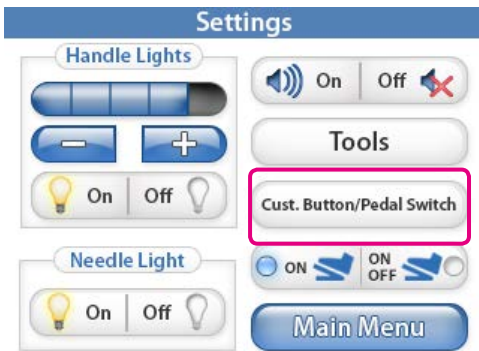 Settings
Handle Lights
On Off
Needle Light
On Off
On Off
Tools
Cust. Button/Pedal Switch
ON ON
OFF
Main Menu